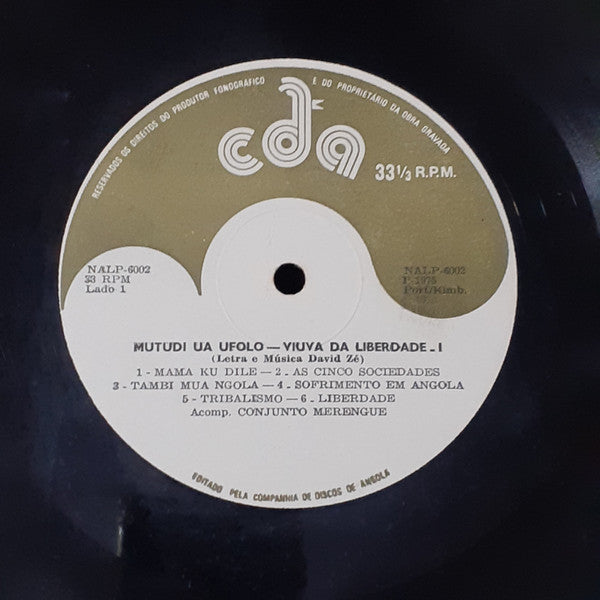 RESERVADOS OS DIREITOS DO PRODUTOR FONOGRÁFICO E DO PROPRIETÁRIO DA OBRA GRAVADA
cda
33 1/3 R.P.M.
NALP-6002
33 RPM
Lado 1
NALP-6002
P 1975
Port/Kimb.
MUTUDI UA UFOLO — VIUVA DA LIBERDADE - I
(Letra e Música David Zé)
1 - MAMA KU DILE — 2 - AS CINCO SOCIEDADES
3 - TAMBI MUA NGOLA — 4 - SOFRIMENTO EM ANGOLA
5 - TRIBALISMO — 6 - LIBERDADE
Acomp. CONJUNTO MERENGUE
EDITADO PELA COMPANHIA DE DISCOS DE ANGOLA